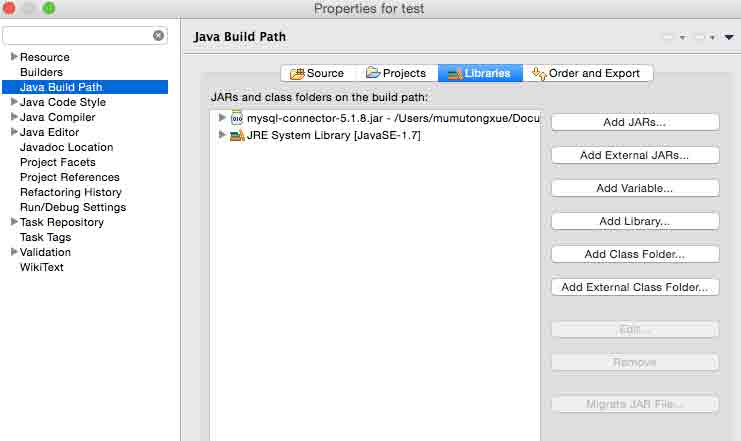 Properties for test
Resource
Builders
Java Build Path
Java Code Style
Java Compiler
Java Editor
Javadoc Location
Project Facets
Project References
Refactoring History
Run/Debug Settings
Task Repository
Task Tags
Validation
WikiText
Java Build Path
Source
Projects
Libraries
Order and Export
JARs and class folders on the build path:
mysql-connector-5.1.8.jar - /Users/mumutongxue/Docu
JRE System Library [JavaSE-1.7]
Add JARs...
Add External JARs...
Add Variable...
Add Library...
Add Class Folder...
Add External Class Folder...
Edit...
Remove
Migrate JAR File...